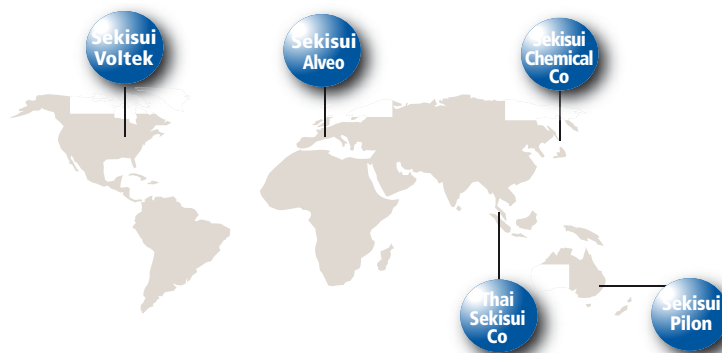 Sekisui
Voltek
Sekisui
Alveo
Sekisui
Chemical
Co
Thai
Sekisui
Co
Sekisui
Pilon